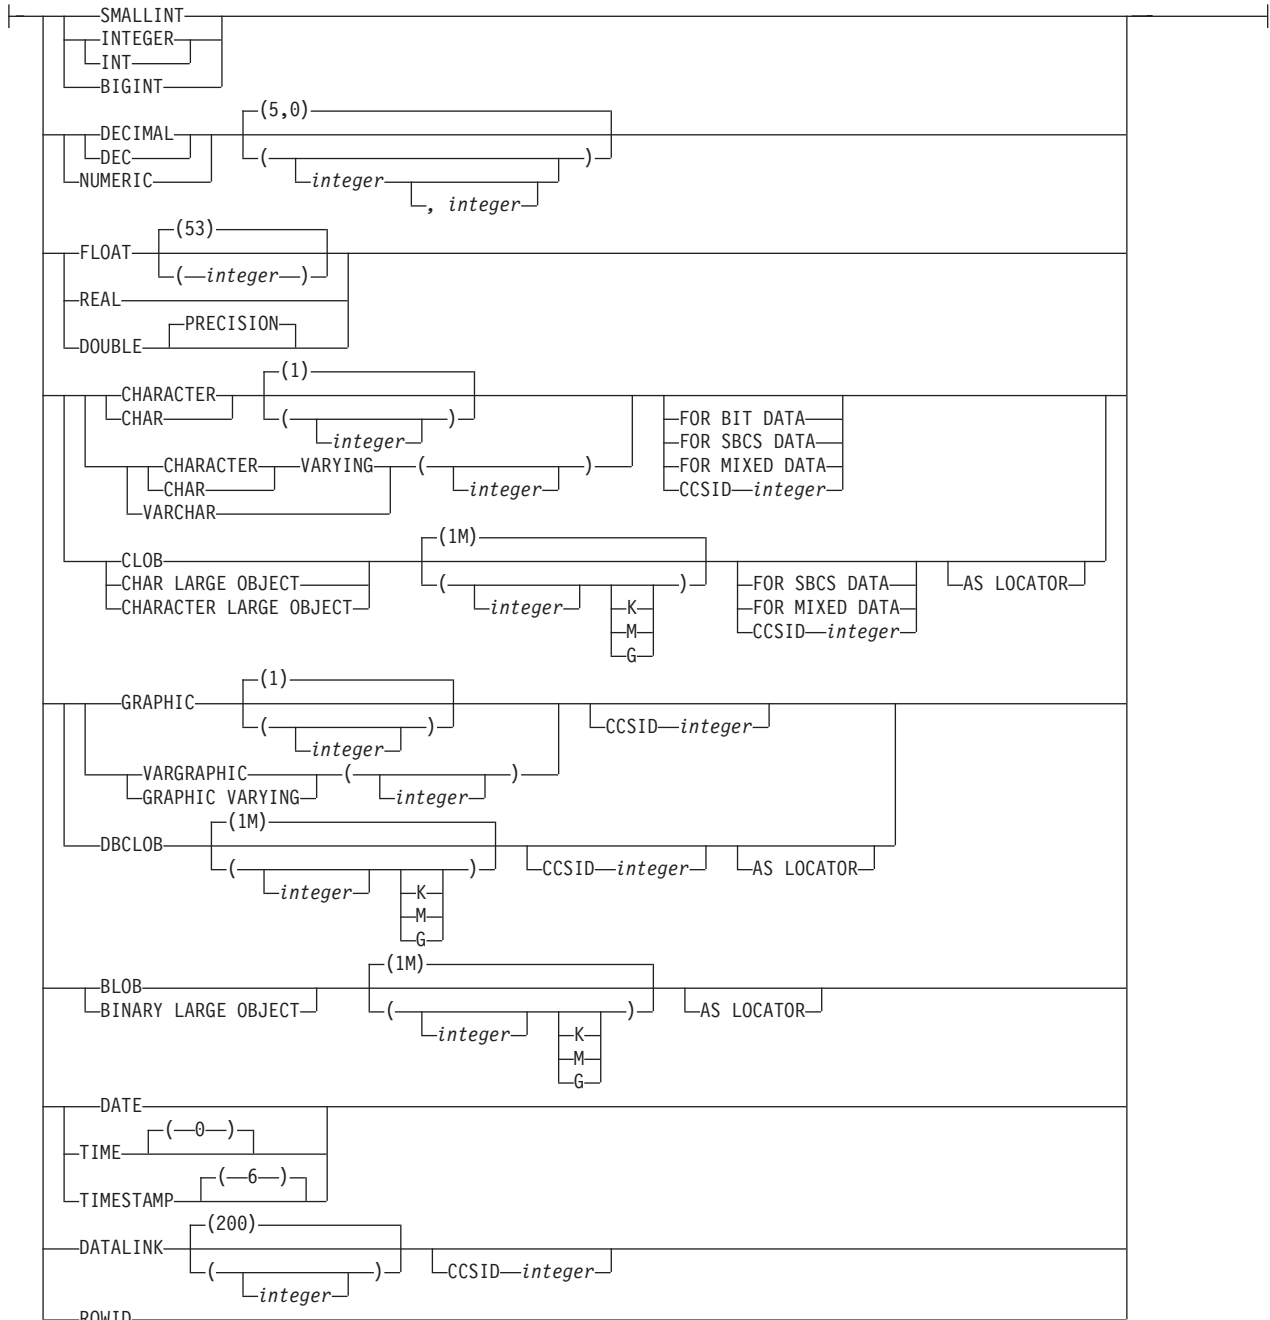 SMALLINT
INTEGER
INT
BIGINT
(5,0)
DECIMAL
DEC ( )
NUMERIC integer
, integer
(53)
FLOAT
( integer )
REAL
PRECISION
DOUBLE
(1)
CHARACTER
CHAR ( ) FOR BIT DATA
integer FOR SBCS DATA
CHARACTER VARYING ( ) FOR MIXED DATA
CHAR integer CCSID integer
VARCHAR
(1M)
CLOB
CHAR LARGE OBJECT ( ) FOR SBCS DATA AS LOCATOR
CHARACTER LARGE OBJECT integer K FOR MIXED DATA
M CCSID integer
G
(1)
GRAPHIC
( ) CCSID integer
integer
VARGRAPHIC ( )
GRAPHIC VARYING integer
(1M)
DBCLOB
( ) CCSID integer AS LOCATOR
integer K
M
G
(1M)
BLOB
BINARY LARGE OBJECT ( ) AS LOCATOR
integer K
M
G
DATE
( 0 )
TIME
( 6 )
TIMESTAMP
(200)
DATALINK
( ) CCSID integer
integer
ROWID